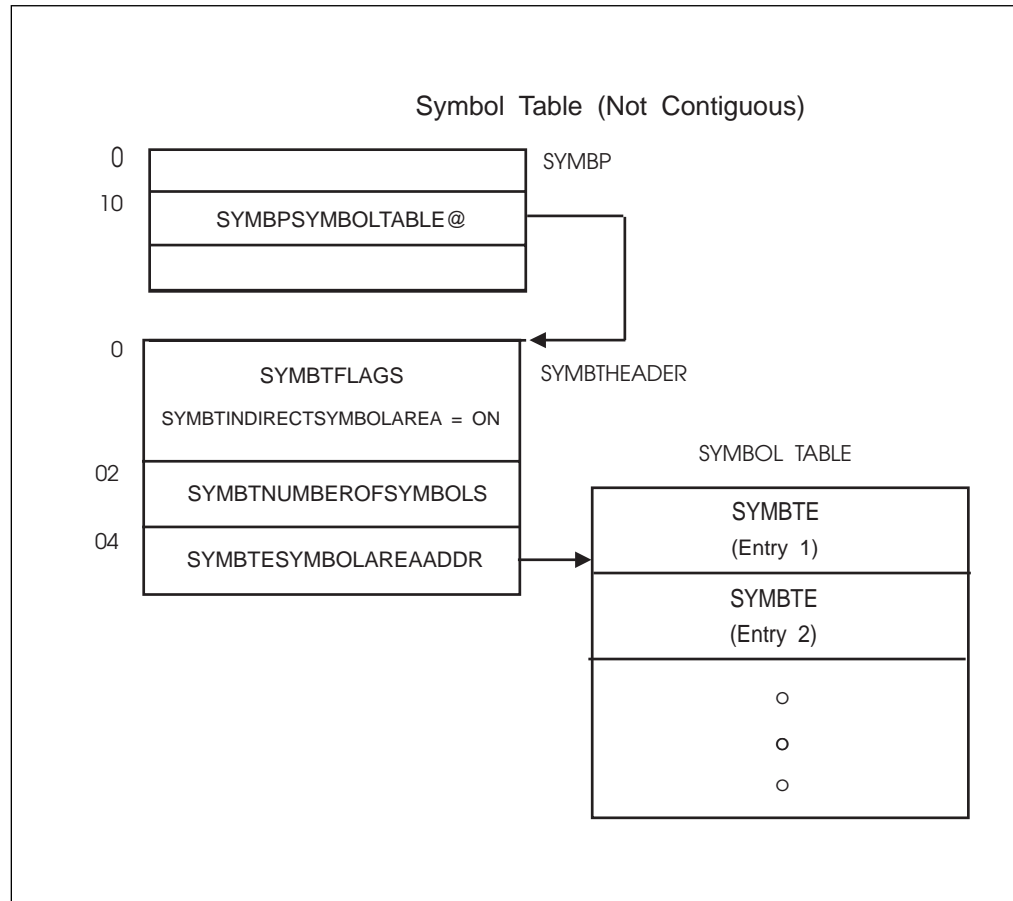 Symbol Table (Not Contiguous)
0
SYMBP
10
SYMBPSYMBOLTABLE@
0
SYMBTHEADER
SYMBTFLAGS
SYMBTINDIRECTSYMBOLAREA = ON
02
SYMBTNUMBEROFSYMBOLS
04
SYMBTESYMBOLAREAADDR
SYMBOL TABLE
SYMBTE
(Entry 1)
SYMBTE
(Entry 2)